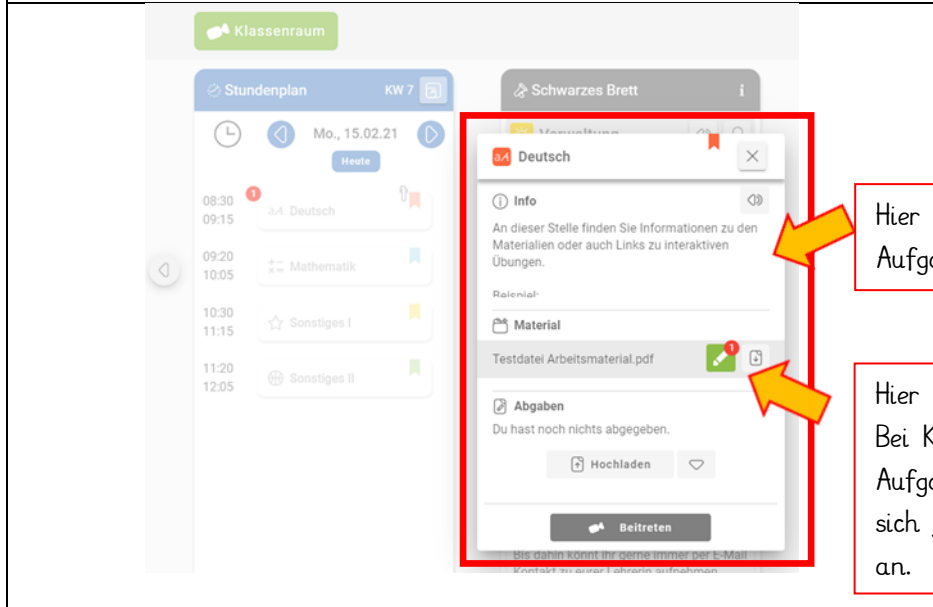 Klassenraum
Stundenplan KW 7
Mo., 15.02.21
Heute
08:30
09:15
1
aA Deutsch
09:20
10:05
Mathematik
10:30
11:15
Sonstiges I
11:20
12:05
Sonstiges II
Schwarzes Brett i
Verwaltung
aA Deutsch
Info
An dieser Stelle finden Sie Informationen zu den
Materialien oder auch Links zu interaktiven
Übungen.
Beispiel:
Material
Testdatei Arbeitsmaterial.pdf
1
Abgaben
Du hast noch nichts abgegeben.
Hochladen
Beitreten
Bis dahin könnt ihr gerne immer per E-Mail
Kontakt zu eurer Lehrerin aufnehmen
Hier
Aufga
Hier
Bei K
Aufga
sich
an.